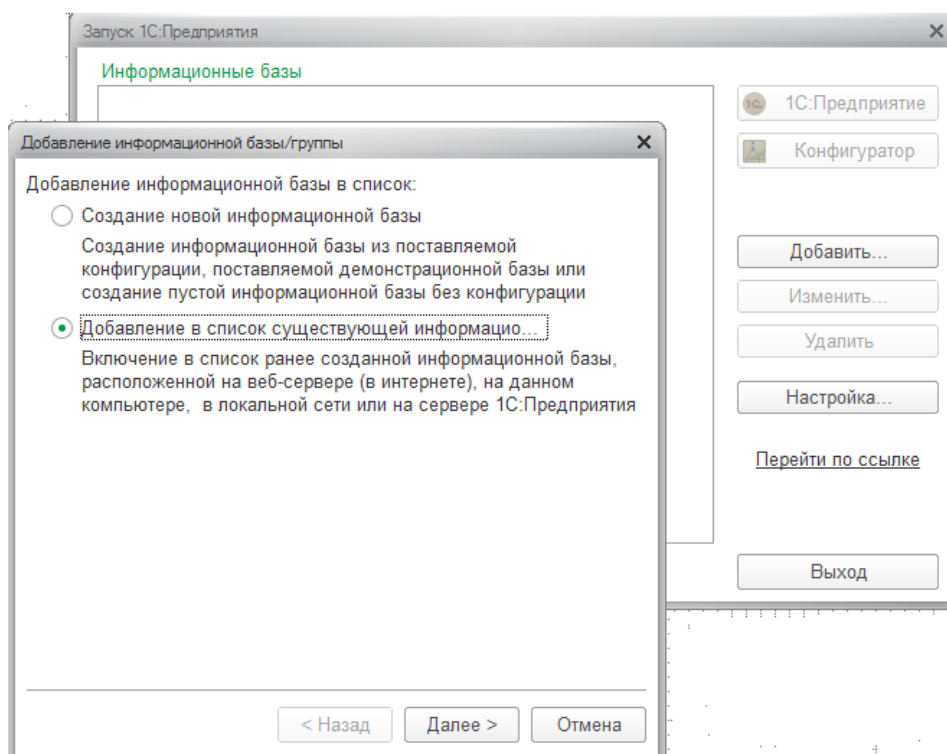 Запуск 1С:Предприятия
Информационные базы
1С:Предприятие
Конфигуратор
Добавить...
Изменить...
Удалить
Настройка...
Перейти по ссылке
Выход
Добавление информационной базы/группы
Добавление информационной базы в список:
Создание новой информационной базы
Создание информационной базы из поставляемой
конфигурации, поставляемой демонстрационной базы или
создание пустой информационной базы без конфигурации
Добавление в список существующей информацио...
Включение в список ранее созданной информационной базы,
расположенной на веб-сервере (в интернете), на данном
компьютере, в локальной сети или на сервере 1С:Предприятия
< Назад
Далее >
Отмена